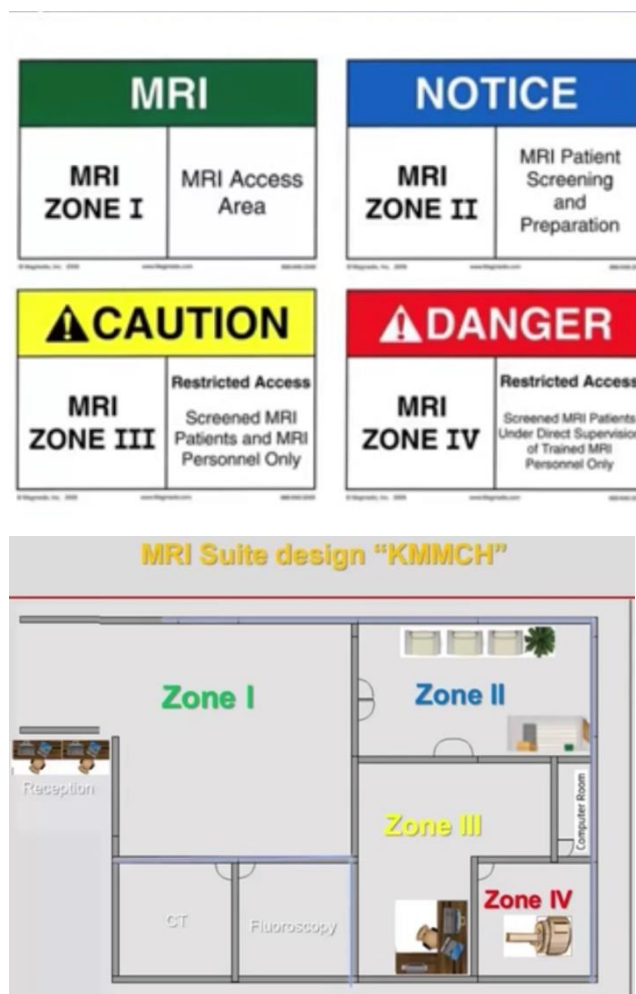 MRI
MRI
ZONE I
MRI Access
Area
NOTICE
MRI
ZONE II
MRI Patient
Screening
and
Preparation
CAUTION
MRI
ZONE III
Restricted Access
Screened MRI
Patients and MRI
Personnel Only
DANGER
MRI
ZONE IV
Restricted Access
Screened MRI Patients
Under Direct Supervision
of Trained MRI
Personnel Only
MRI Suite design “KMMCH”
Zone I
Zone II
Reception
Zone III
Computer Room
CT
Fluoroscopy
Zone IV